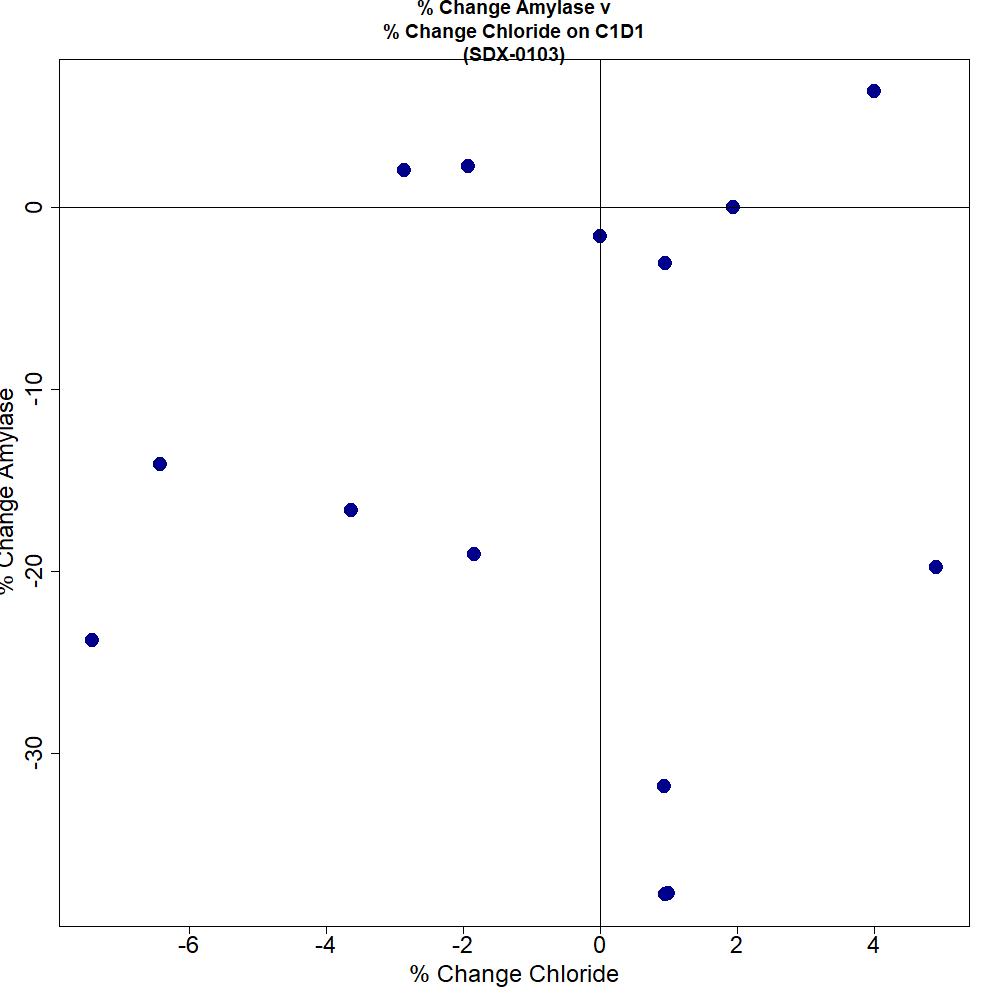 % Change Amylase v
% Change Chloride on C1D1
(SDX-0103)
0
-10
-20
-30
% Change Amylase
-6
-4
-2
0
2
4
% Change Chloride